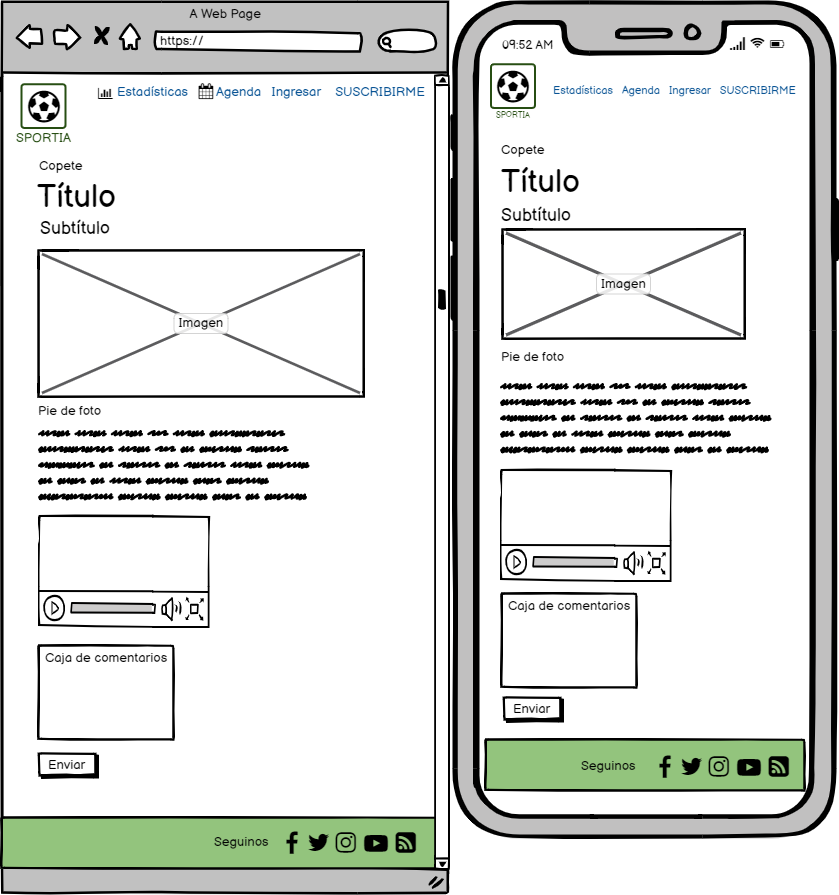 A Web Page
https://
Estadísticas Agenda Ingresar SUSCRIBIRME
SPORTIA
Copete
Título
Subtítulo
Imagen
Pie de foto
Caja de comentarios
Enviar
Seguinos
09:52 AM
Estadísticas Agenda Ingresar SUSCRIBIRME
SPORTIA
Copete
Título
Subtítulo
Imagen
Pie de foto
Caja de comentarios
Enviar
Seguinos